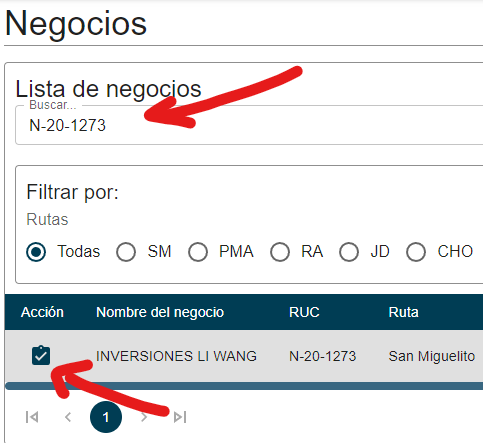 Negocios
Lista de negocios
Buscar...
N-20-1273
Filtrar por:
Rutas
Todas SM PMA RA JD CHO
Acción Nombre del negocio RUC Ruta
INVERSIONES LI WANG N-20-1273 San Miguelito
1